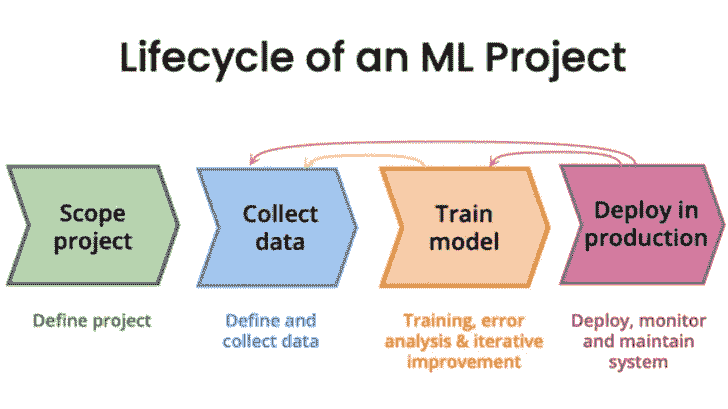 Lifecycle of an ML Project
Scope
project
Collect
data
Train
model
Deploy in
production
Define project
Define and
collect data
Training, error
analysis & iterative
improvement
Deploy, monitor
and maintain
system